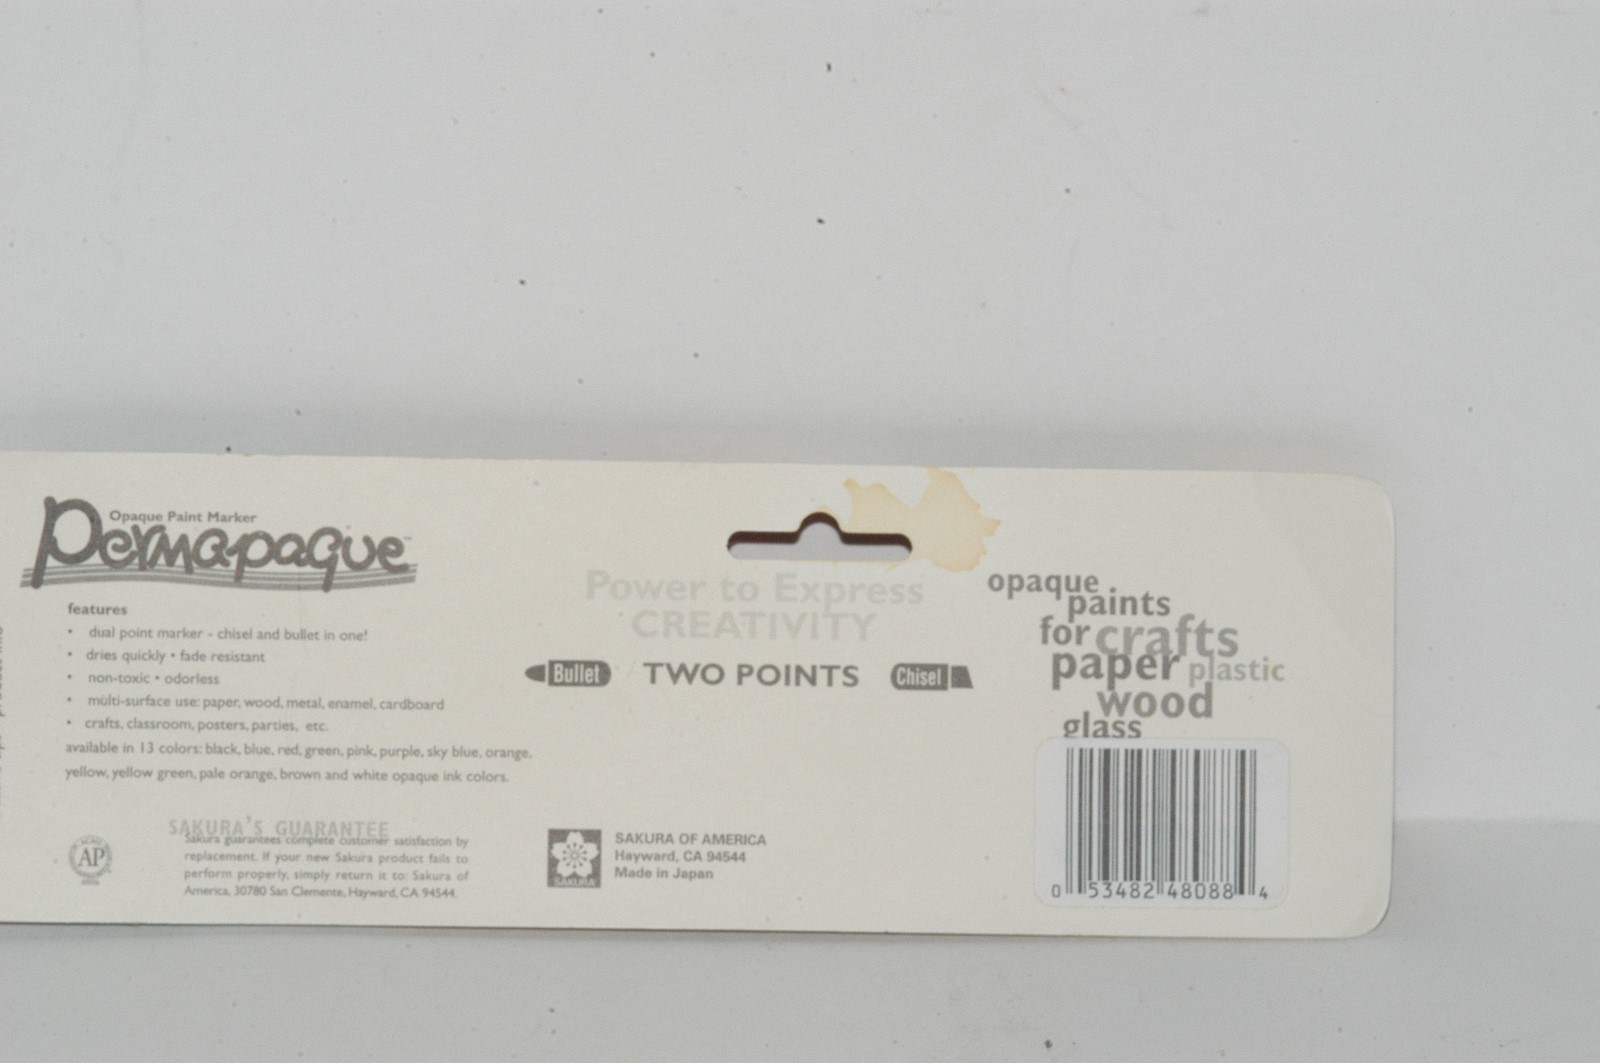 Opaque Paint Marker
Permapaque™
features
• dual point marker - chisel and bullet in one!
• dries quickly • fade resistant
• non-toxic • odorless
• multi-surface use: paper, wood, metal, enamel, cardboard
• crafts, classroom, posters, parties, etc.
available in 13 colors: black, blue, red, green, pink, purple, sky blue, orange,
yellow, yellow green, pale orange, brown and white opaque ink colors.
AP
SAKURA'S GUARANTEE
Sakura guarantees complete customer satisfaction by
replacement. If your new Sakura product fails to
perform properly, simply return it to: Sakura of
America, 30780 San Clemente, Hayward, CA 94544.
Power to Express
CREATIVITY
Bullet TWO POINTS Chisel
SAKURA
SAKURA OF AMERICA
Hayward, CA 94544
Made in Japan
opaque
paints
for crafts
paper plastic
wood
glass
0 53482 48088 4